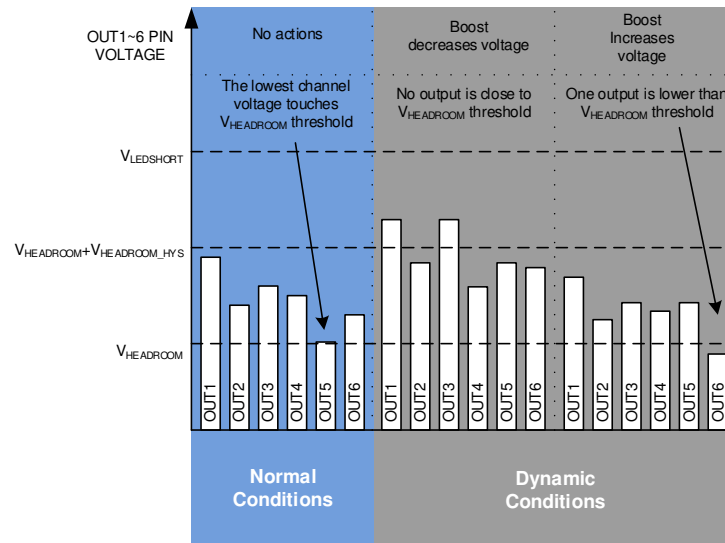 OUT1~6 PIN
VOLTAGE
No actions
Boost
decreases voltage
Boost
Increases
voltage
The lowest channel
voltage touches
VHEADROOM threshold
No output is close to
VHEADROOM threshold
One output is lower than
VHEADROOM threshold
VLEDSHORT
VHEADROOM+VHEADROOM_HYS
VHEADROOM
OUT1
OUT2
OUT3
OUT4
OUT5
OUT6
OUT1
OUT2
OUT3
OUT4
OUT5
OUT6
OUT1
OUT2
OUT3
OUT4
OUT5
OUT6
Normal
Conditions
Dynamic
Conditions